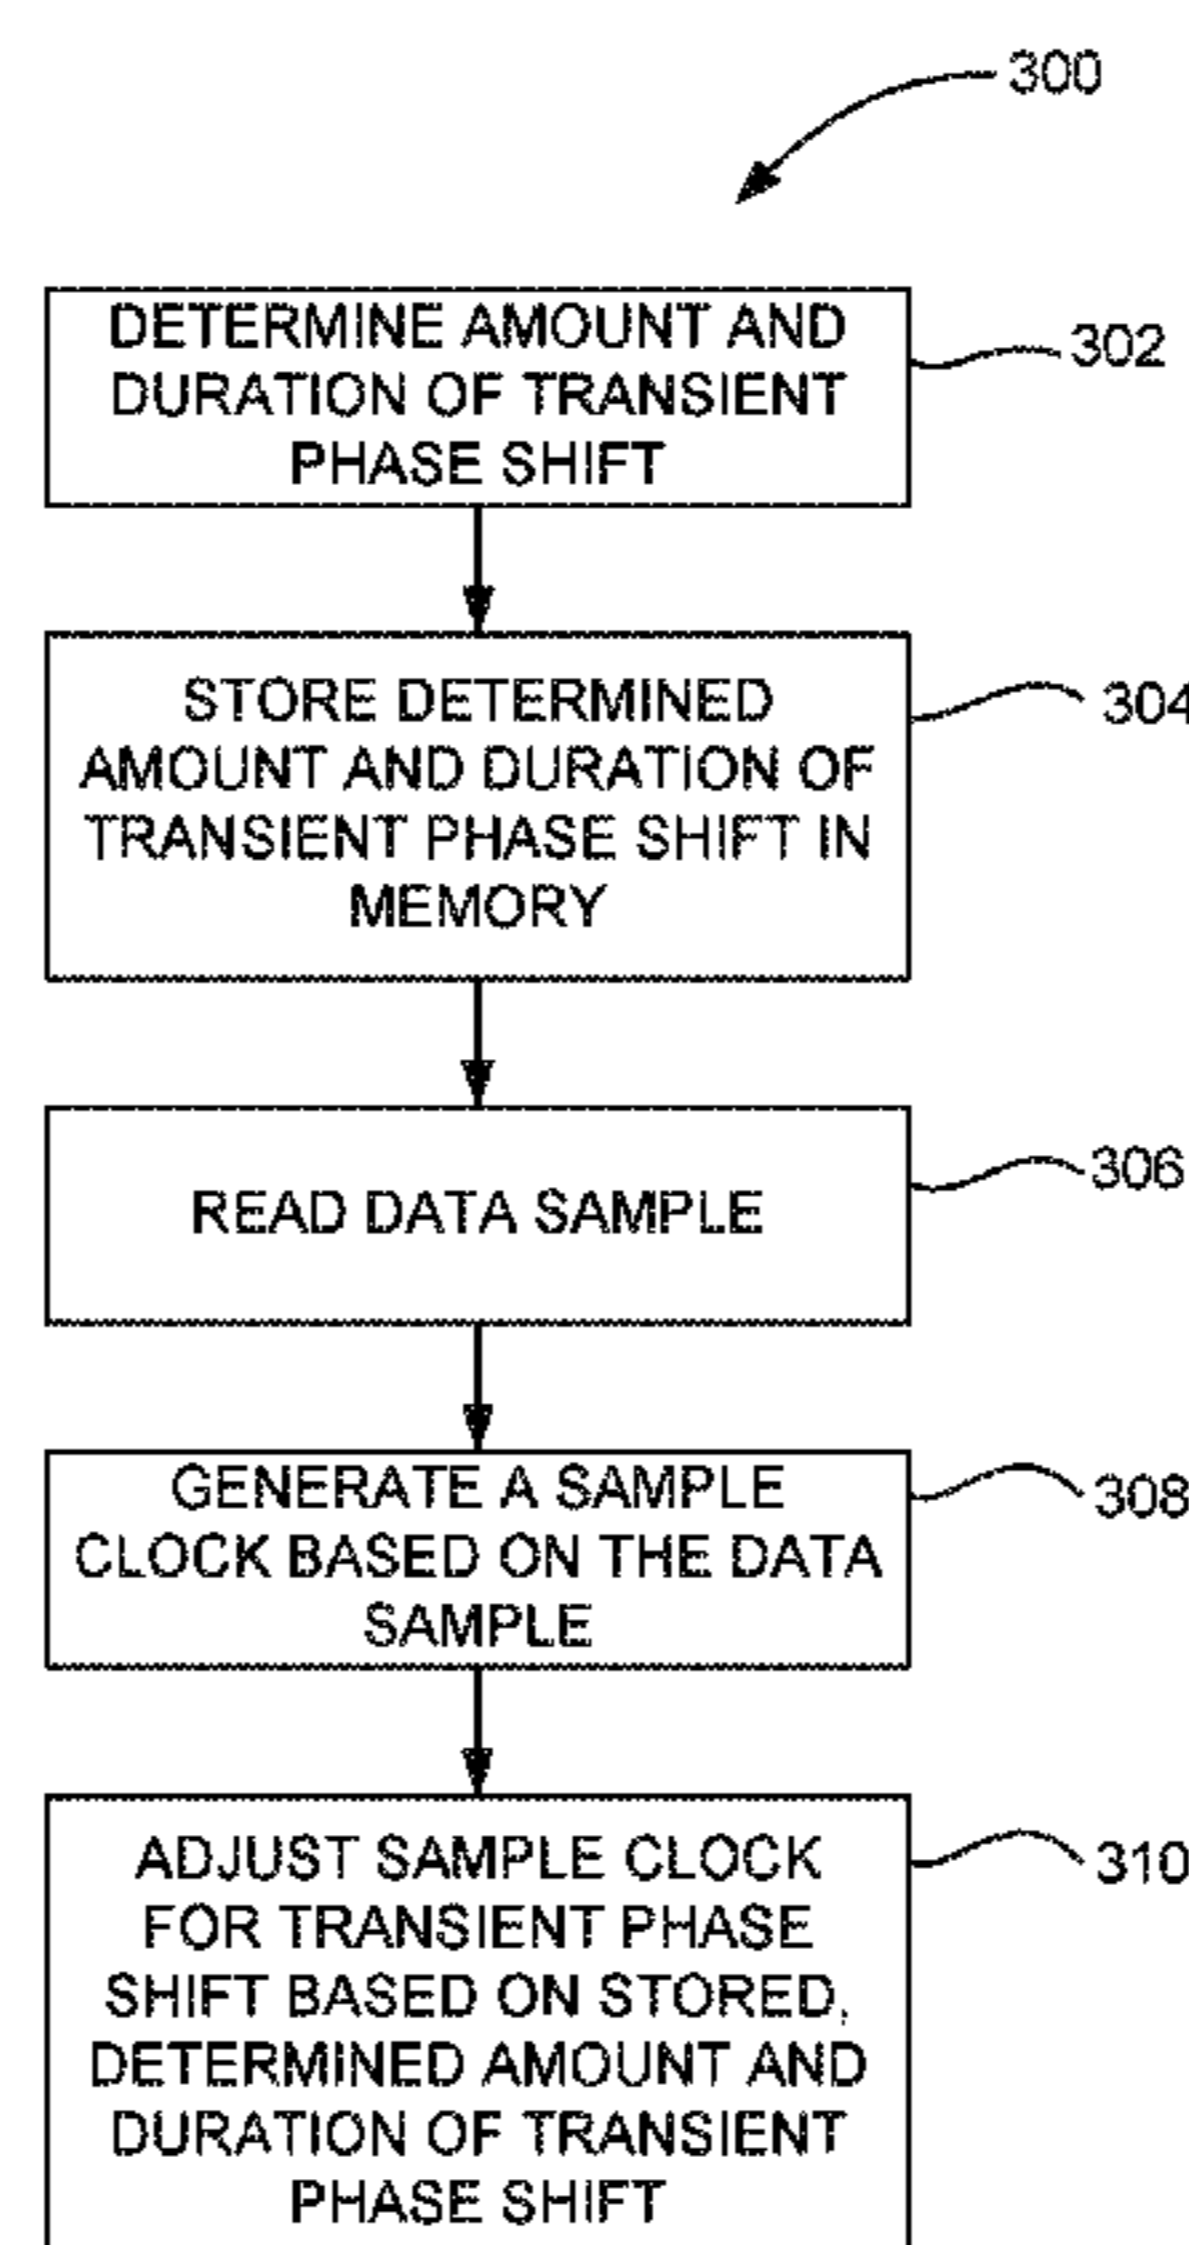 300
DETERMINE AMOUNT AND
DURATION OF TRANSIENT
PHASE SHIFT
302
STORE DETERMINED
AMOUNT AND DURATION OF
TRANSIENT PHASE SHIFT IN
MEMORY
304
READ DATA SAMPLE
306
GENERATE A SAMPLE
CLOCK BASED ON THE DATA
SAMPLE
308
ADJUST SAMPLE CLOCK
FOR TRANSIENT PHASE
SHIFT BASED ON STORED,
DETERMINED AMOUNT AND
DURATION OF TRANSIENT
PHASE SHIFT
310